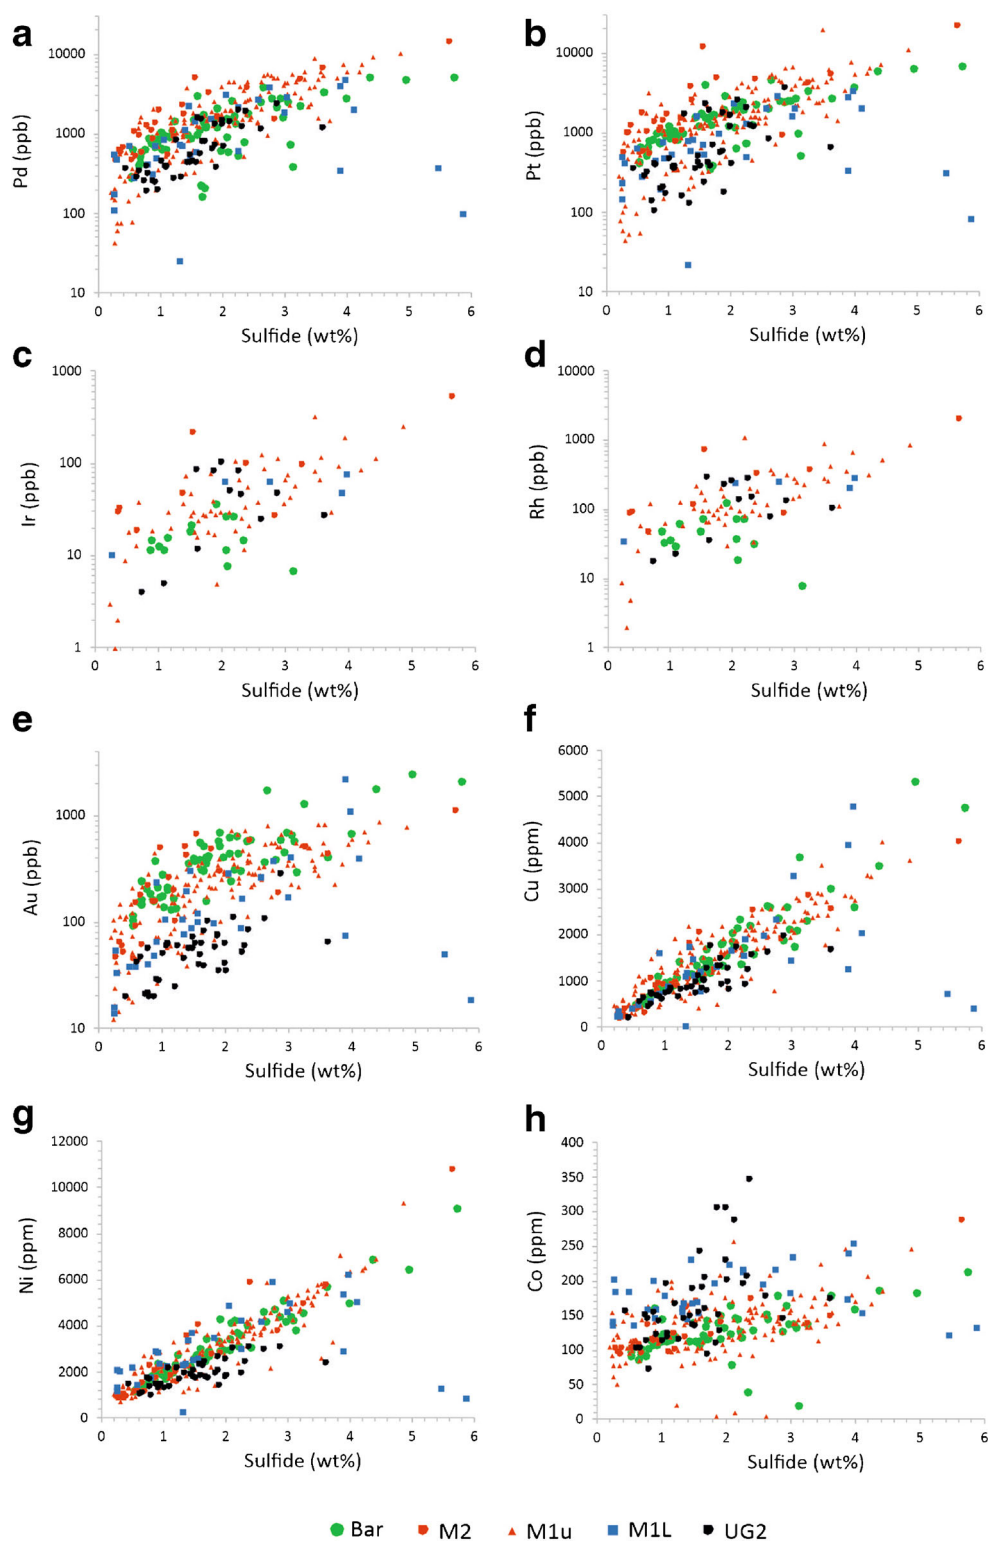 a
b
10000
1000
100
10
Pd (ppb)
0 1 2 3 4 5 6
Sulfide (wt%)
10000
1000
100
10
Pt (ppb)
0 1 2 3 4 5 6
Sulfide (wt%)
c
d
1000
100
10
1
Ir (ppb)
0 1 2 3 4 5 6
Sulfide (wt%)
10000
1000
100
10
1
Rh (ppb)
0 1 2 3 4 5 6
Sulfide (wt%)
e
f
1000
100
10
Au (ppb)
0 1 2 3 4 5 6
Sulfide (wt%)
6000
5000
4000
3000
2000
1000
0
Cu (ppm)
0 1 2 3 4 5 6
Sulfide (wt%)
g
h
12000
10000
8000
6000
4000
2000
0
Ni (ppm)
0 1 2 3 4 5 6
Sulfide (wt%)
400
350
300
250
200
150
100
50
0
Co (ppm)
0 1 2 3 4 5 6
Sulfide (wt%)
Bar M2 M1u M1L UG2